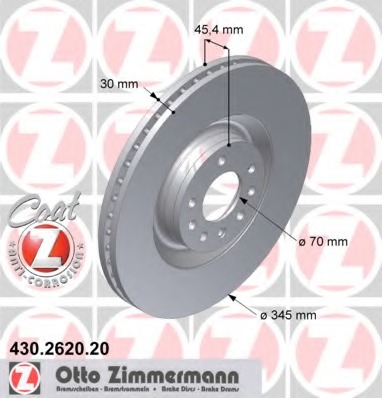 45,4 mm
30 mm
Coat
Z
ANTI-CORROSION
ø 70 mm
ø 345 mm
430.2620.20
Z
Otto Zimmermann
Bremsscheiben - Bremstrommeln • Brake Discs - Brake Drums